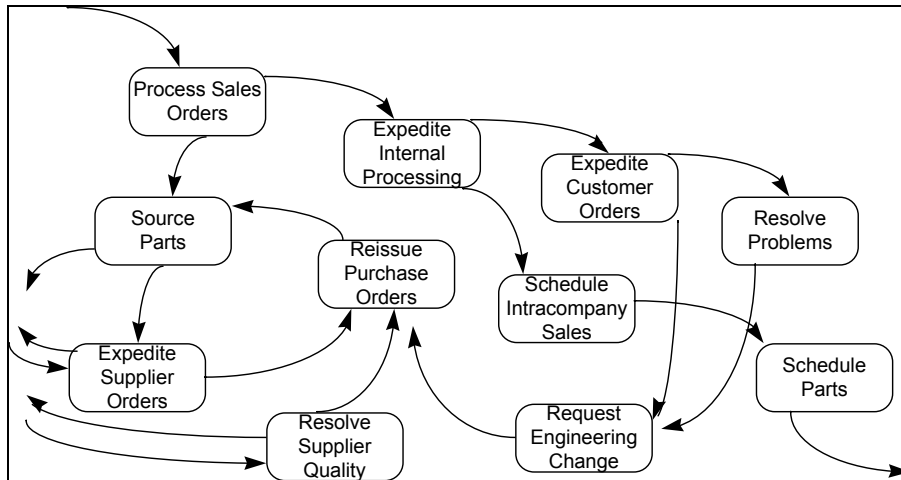 Process Sales
Orders
Expedite
Internal
Processing
Expedite
Customer
Orders
Source
Parts
Resolve
Problems
Reissue
Purchase
Orders
Schedule
Intracompany
Sales
Expedite
Supplier
Orders
Schedule
Parts
Resolve
Supplier
Quality
Request
Engineering
Change